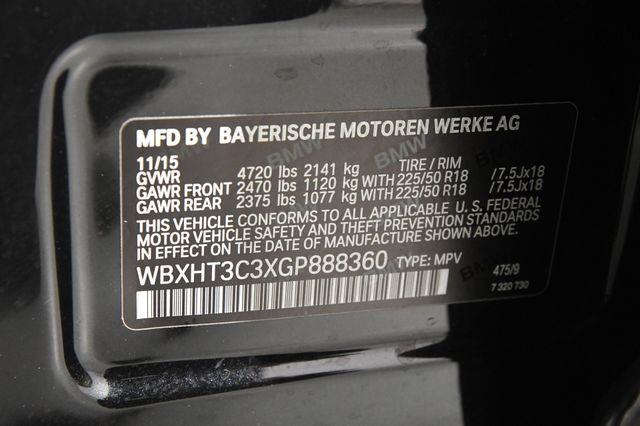 MFD BY BAYERISCHE MOTOREN WERKE AG
11/15 TIRE / RIM
GVWR 4720 lbs 2141 kg
GAWR FRONT 2470 lbs 1120 kg WITH 225/50 R18 /7.5Jx18
GAWR REAR 2375 lbs 1077 kg WITH 225/50 R18 /7.5Jx18
THIS VEHICLE CONFORMS TO ALL APPLICABLE U.S. FEDERAL
MOTOR VEHICLE SAFETY AND THEFT PREVENTION STANDARDS
IN EFFECT ON THE DATE OF MANUFACTURE SHOWN ABOVE.
WBXHT3C3XGP888360 TYPE: MPV 475/9
7 320 730